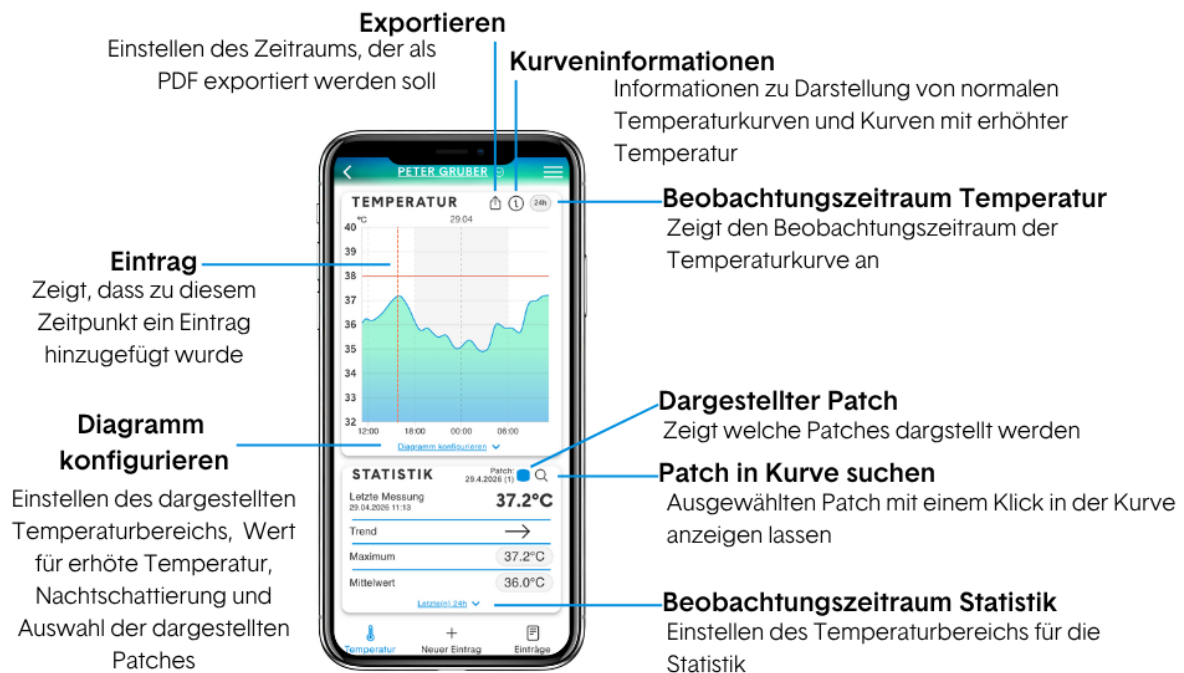 Exportieren
Einstellen des Zeitraums, der als
PDF exportiert werden soll
Kurveninformationen
Informationen zu Darstellung von normalen
Temperaturkurven und Kurven mit erhöhter
Temperatur
Beobachtungszeitraum Temperatur
Zeigt den Beobachtungszeitraum der
Temperaturkurve an
Eintrag
Zeigt, dass zu diesem
Zeitpunkt ein Eintrag
hinzugefügt wurde
Diagramm
konfigurieren
Einstellen des dargestellten
Temperaturbereichs, Wert
für erhöte Temperatur,
Nachtschattierung und
Auswahl der dargestellten
Patches
PETER GRUBER
TEMPERATUR
24h
°C
29.04
40
39
38
37
36
35
34
33
32
12:00 18:00 00:00 06:00
Diagramm konfigurieren
STATISTIK
Patch:
29.4.2026 (1)
Letzte Messung
29.04.2026 11:13
37.2°C
Trend
Maximum 37.2°C
Mittelwert 36.0°C
Letzte(n) 24h
Temperatur Neuer Eintrag Einträge
Dargestellter Patch
Zeigt welche Patches dargstellt werden
Patch in Kurve suchen
Ausgewählten Patch mit einem Klick in der Kurve
anzeigen lassen
Beobachtungszeitraum Statistik
Einstellen des Temperaturbereichs für die
Statistik